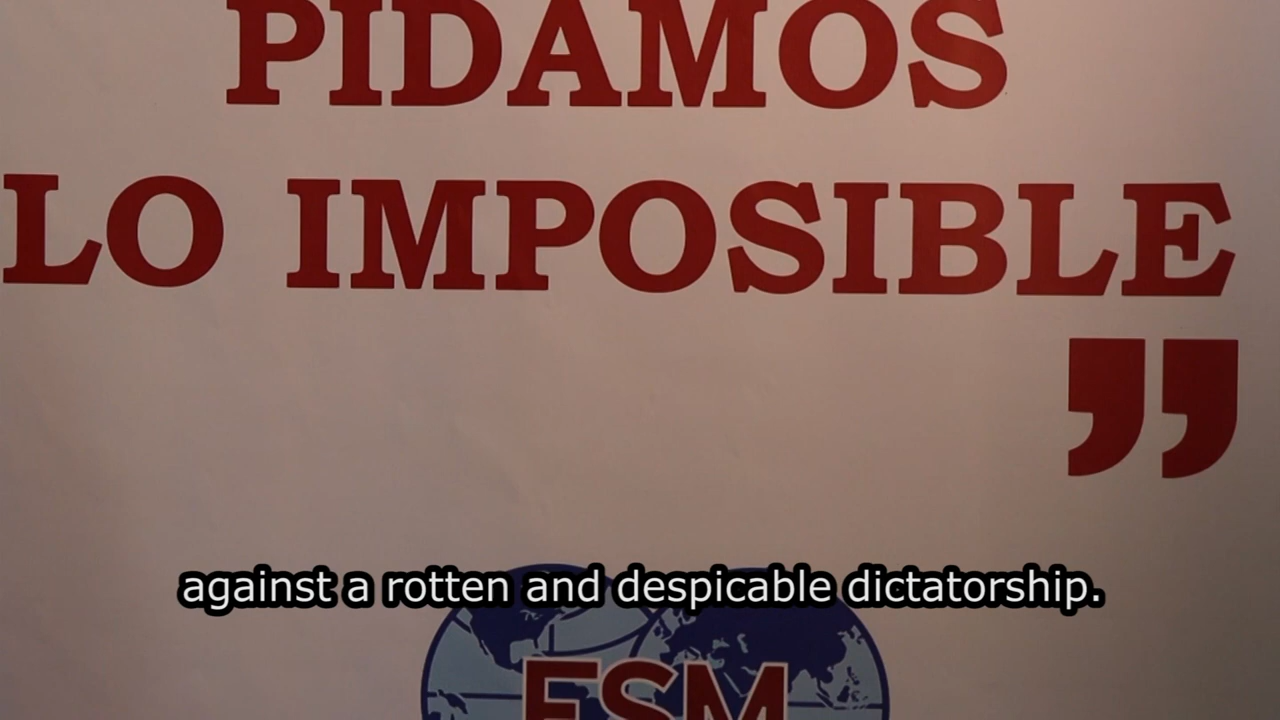 PIDAMOS
LO IMPOSIBLE
”
against a rotten and despicable dictatorship.
FSM